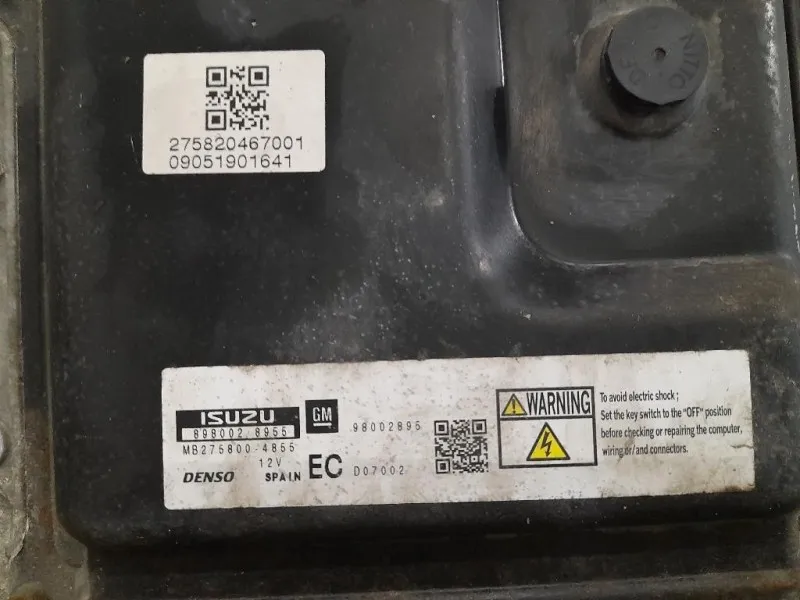 275820467001
09051901641
NITTO
ISUZU
898002 8955
MB275800-4855
12V
DENSO
SPAIN
EC
GM
98002895
D07002
WARNING
To avoid electric shock ;
Set the key switch to the "OFF" position
before checking or repairing the computer,
wiring or/and connectors.